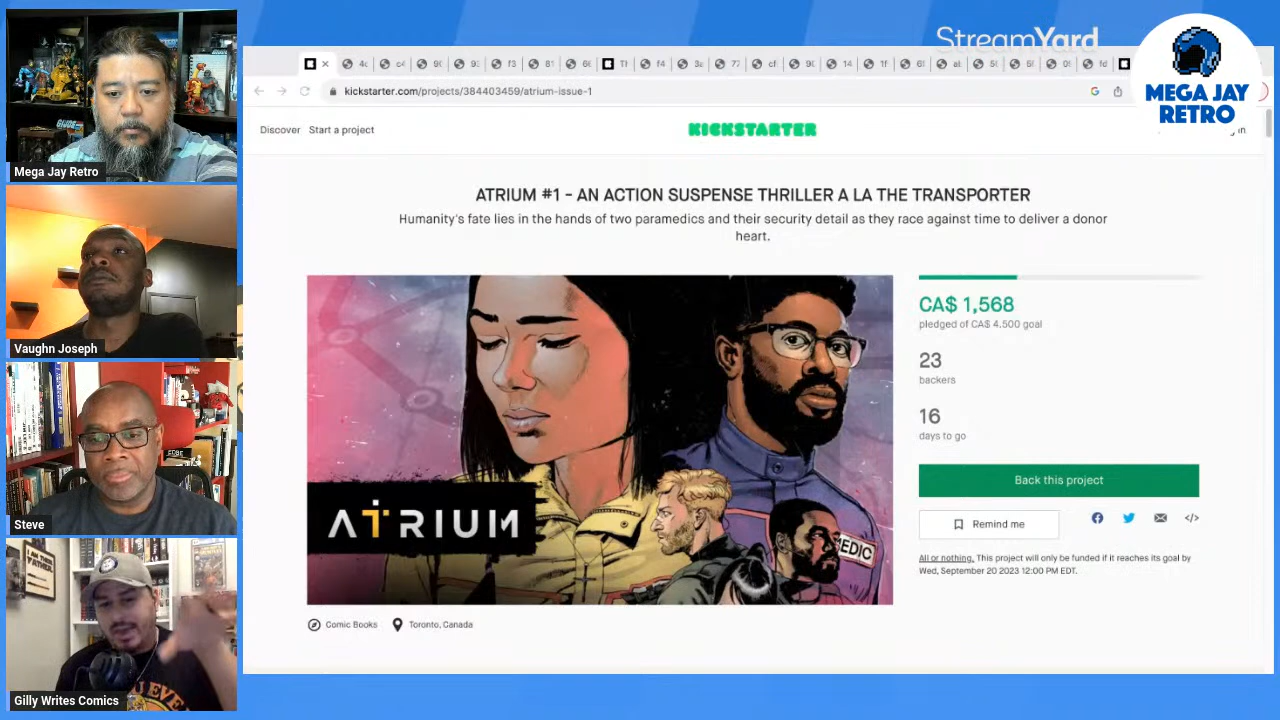 StreamYard
MEGA JAY
RETRO
kickstarter.com/projects/384403459/atrium-issue-1
Discover
Start a project
KICKSTARTER
ATRIUM #1 - AN ACTION SUSPENSE THRILLER A LA THE TRANSPORTER
Humanity's fate lies in the hands of two paramedics and their security detail as they race against time to deliver a donor
heart.
CA$ 1,568
pledged of CA$ 4,500 goal
23
backers
16
days to go
Back this project
Remind me
</>
All or nothing. This project will only be funded if it reaches its goal by
Wed, September 20 2023 12:00 PM EDT.
ATRIUM
EDIC
Comic Books
Toronto, Canada
Mega Jay Retro
Vaughn Joseph
Steve
Gilly Writes Comics